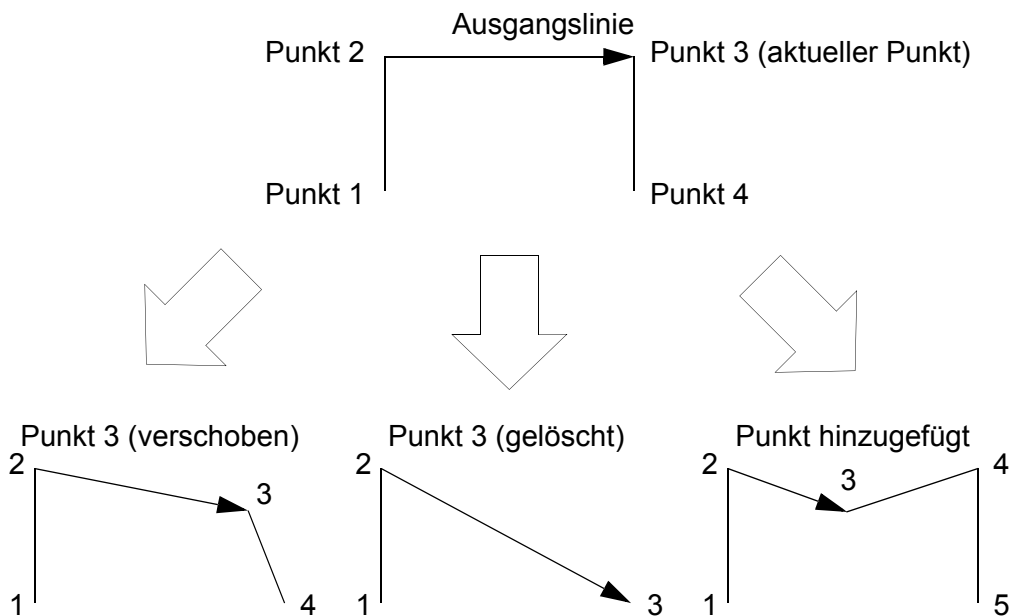 Ausgangslinie
Punkt 2
Punkt 3 (aktueller Punkt)
Punkt 1
Punkt 4
Punkt 3 (verschoben)
2
3
1
4
Punkt 3 (gelöscht)
2
1
3
Punkt hinzugefügt
2
3
4
1
5